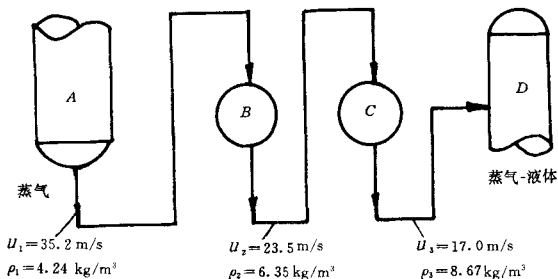 A
B
C
D
蒸气
蒸气-液体
U₁=35.2 m/s
ρ₁=4.24 kg/m³
U₂=23.5 m/s
ρ₂=6.35 kg/m³
U₃=17.0 m/s
ρ₃=8.67 kg/m³